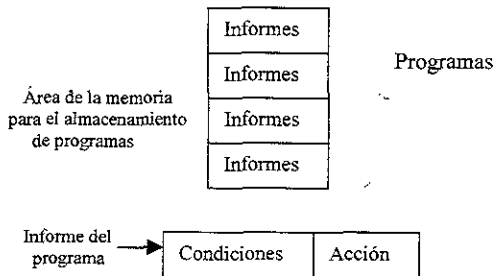 Informes
Informes
Informes
Informes
Programas
Área de la memoria
para el almacenamiento
de programas
Informe del
programa
Condiciones
Acción